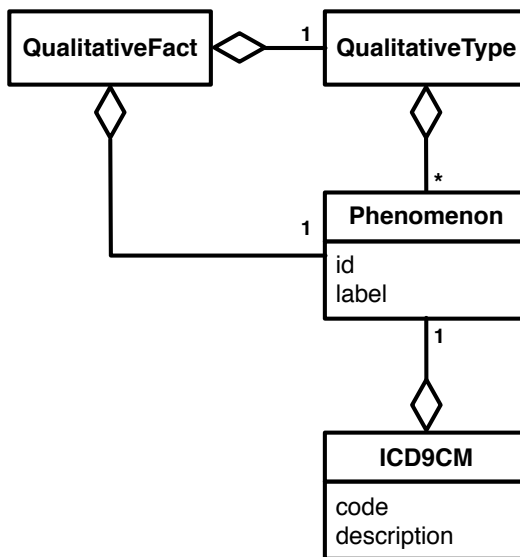 QualitativeFact
1
QualitativeType
*
Phenomenon
1
id
label
1
ICD9CM
code
description